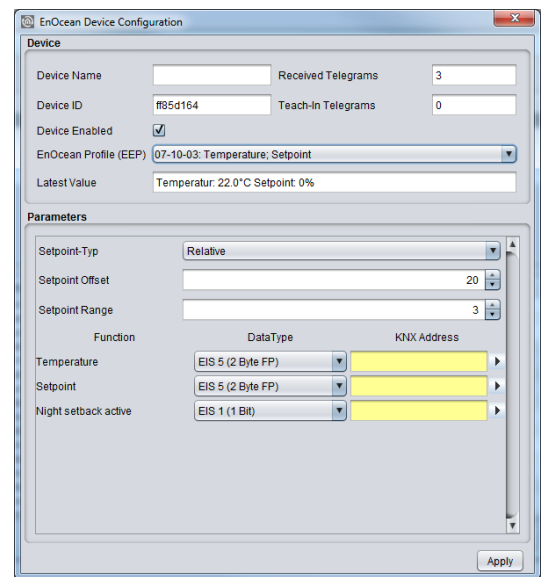 EnOcean Device Configuration
Device
Device Name Received Telegrams 3
Device ID ff85d164 Teach-In Telegrams 0
Device Enabled
EnOcean Profile (EEP) 07-10-03: Temperature; Setpoint
Latest Value Temperatur: 22.0°C Setpoint: 0%
Parameters
Setpoint-Typ Relative
Setpoint Offset 20
Setpoint Range 3
Function DataType KNX Address
Temperature EIS 5 (2 Byte FP)
Setpoint EIS 5 (2 Byte FP)
Night setback active EIS 1 (1 Bit)
Apply